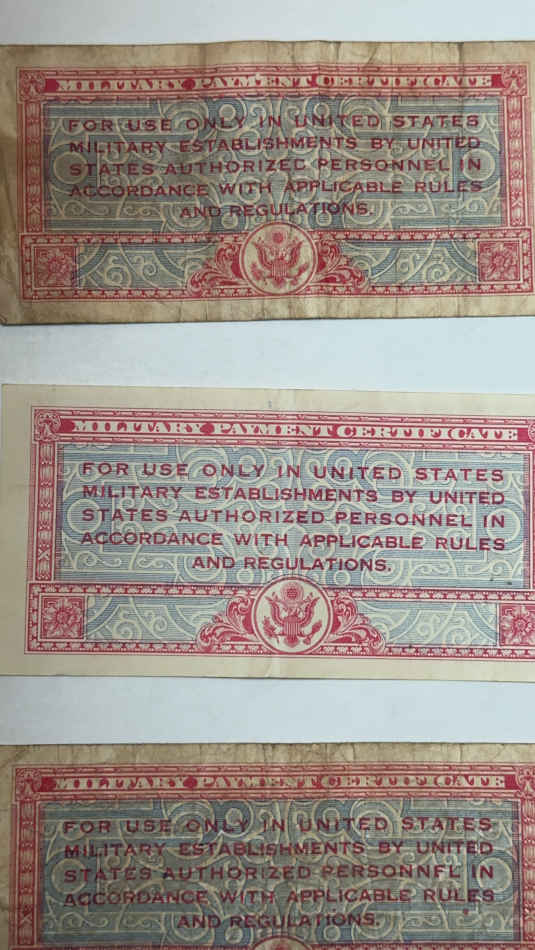 MILITARY PAYMENT CERTIFICATE
FOR USE ONLY IN UNITED STATES
MILITARY ESTABLISHMENTS BY UNITED
STATES AUTHORIZED PERSONNEL IN
ACCORDANCE WITH APPLICABLE RULES
AND REGULATIONS.
MILITARY PAYMENT CERTIFICATE
FOR USE ONLY IN UNITED STATES
MILITARY ESTABLISHMENTS BY UNITED
STATES AUTHORIZED PERSONNEL IN
ACCORDANCE WITH APPLICABLE RULES
AND REGULATIONS.
MILITARY PAYMENT CERTIFICATE
FOR USE ONLY IN UNITED STATES
MILITARY ESTABLISHMENTS BY UNITED
STATES AUTHORIZED PERSONNEL IN
ACCORDANCE WITH APPLICABLE RULES
AND REGULATIONS.